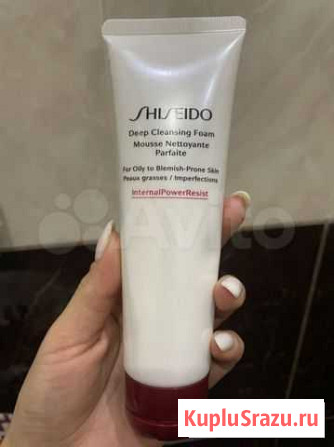 SHISEIDO
Deep Cleansing Foam
Mousse Nettoyante
Parfaite
For Oily to Blemish-Prone Skin
Peaux grasses / Imperfections
InternalPowerResist
Avito
KupluSrazu.ru